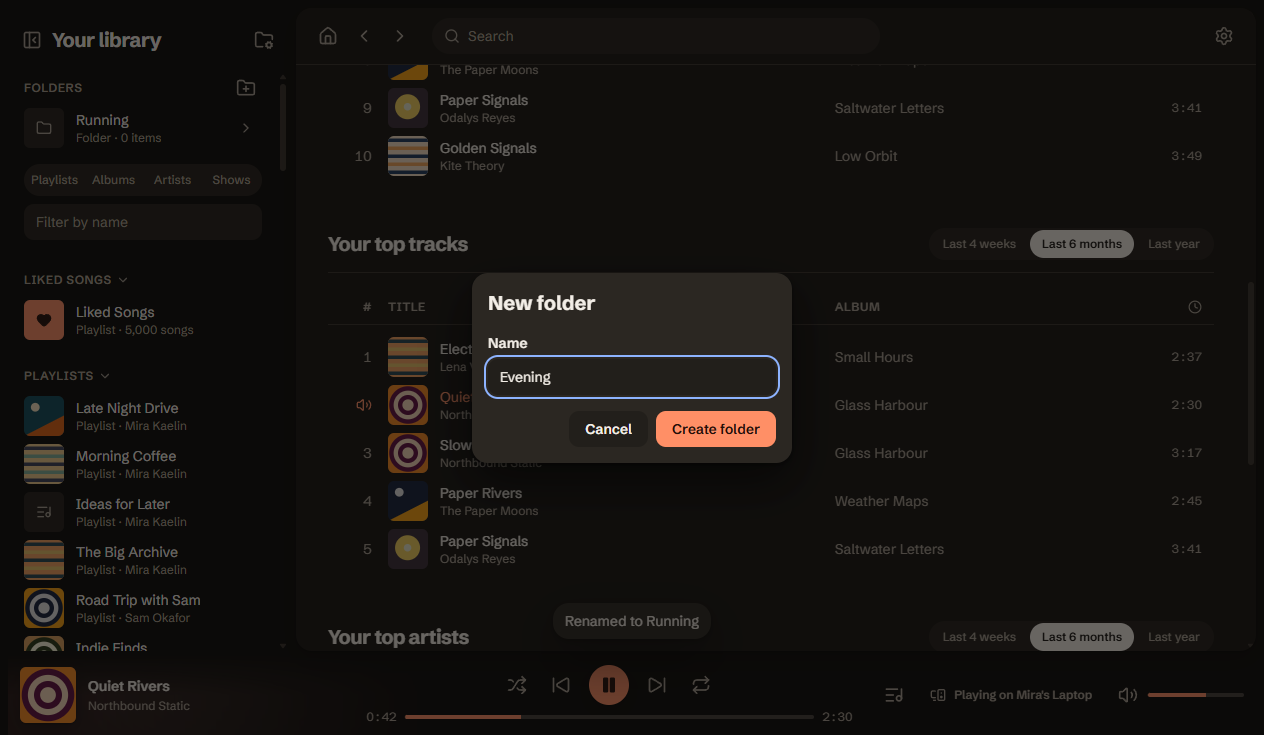 Your library
FOLDERS
Running
Folder · 0 items
Playlists Albums Artists Shows
Filter by name
LIKED SONGS
Liked Songs
Playlist · 5,000 songs
PLAYLISTS
Late Night Drive
Playlist · Mira Kaelin
Morning Coffee
Playlist · Mira Kaelin
Ideas for Later
Playlist · Mira Kaelin
The Big Archive
Playlist · Mira Kaelin
Road Trip with Sam
Playlist · Sam Okafor
Indie Finds
Search
The Paper Moons
9 Paper Signals Saltwater Letters 3:41
Odalys Reyes
10 Golden Signals Low Orbit 3:49
Kite Theory
Your top tracks Last 4 weeks Last 6 months Last year
# TITLE ALBUM
1 Elect Small Hours 2:37
Lena
Quie Glass Harbour 2:30
North
3 Slow Glass Harbour 3:17
Northbound Static
4 Paper Rivers Weather Maps 2:45
The Paper Moons
5 Paper Signals Saltwater Letters 3:41
Odalys Reyes
Your top artists Last 4 weeks Last 6 months Last year
New folder
Name
Evening
Cancel Create folder
Renamed to Running
Quiet Rivers
Northbound Static
0:42 2:30
Playing on Mira's Laptop